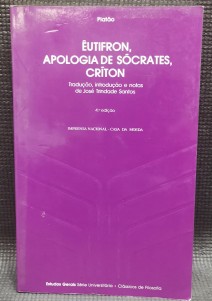 Platão
ÊUTIFRON,
APOLOGIA DE SÓCRATES,
CRÍTON
Tradução, introdução e notas
de José Trindade Santos
4.ª edição
IMPRENSA NACIONAL - CASA DA MOEDA
Estudos Gerais Série Universitária • Clássicos de Filosofia